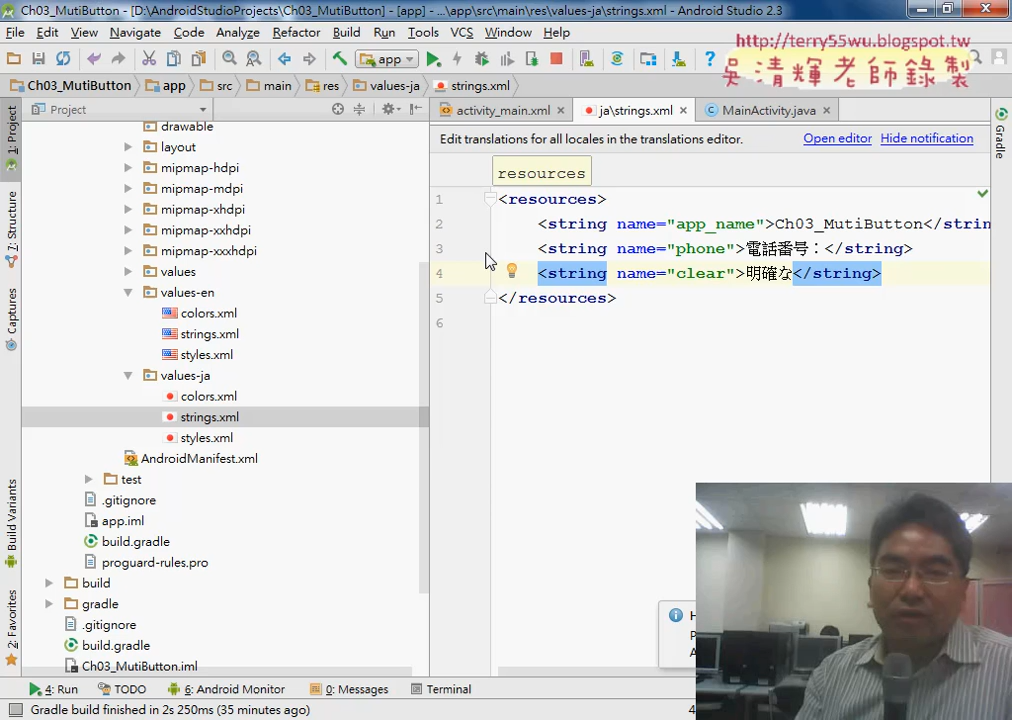 Ch03_MutiButton - [D:\AndroidStudioProjects\Ch03_MutiButton] - [app] - ...\app\src\main\res\values-ja\strings.xml - Android Studio 2.3
File Edit View Navigate Code Analyze Refactor Build Run Tools VCS Window Help
http://terry55wu.blogspot.tw
吳清輝老師錄製
app
Ch03_MutiButton app src main res values-ja strings.xml
Project
activity_main.xml ja\strings.xml MainActivity.java
Edit translations for all locales in the translations editor. Open editor Hide notification
resources
1 <resources>
2 <string name="app_name">Ch03_MutiButton</strin
3 <string name="phone">電話番号：</string>
4 <string name="clear">明確な</string>
5 </resources>
6
drawable
layout
mipmap-hdpi
mipmap-mdpi
mipmap-xhdpi
mipmap-xxhdpi
mipmap-xxxhdpi
values
values-en
colors.xml
strings.xml
styles.xml
values-ja
colors.xml
strings.xml
styles.xml
AndroidManifest.xml
test
.gitignore
app.iml
build.gradle
proguard-rules.pro
build
gradle
.gitignore
build.gradle
Ch03_MutiButton.iml
1: Project
7: Structure
Captures
Build Variants
2: Favorites
Gradle
4: Run TODO 6: Android Monitor 0: Messages Terminal
Gradle build finished in 2s 250ms (35 minutes ago)